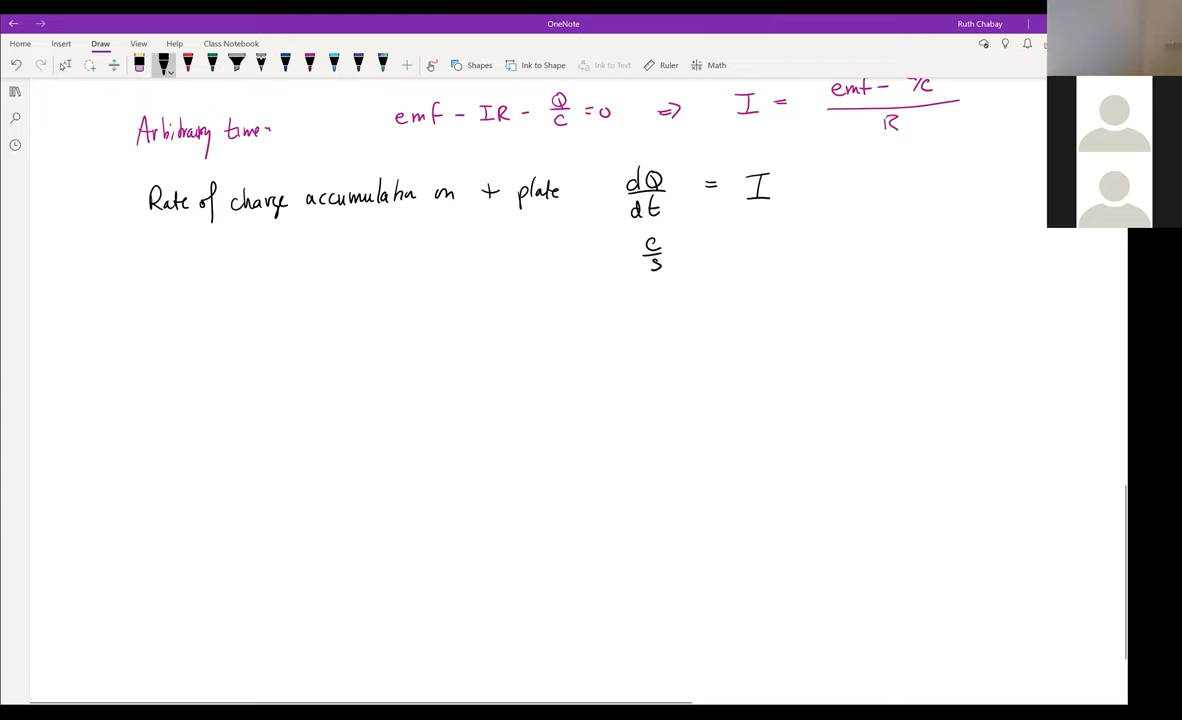 OneNote
Ruth Chabay
Home Insert Draw View Help Class Notebook
Shapes Ink to Shape Ink to Text Ruler Math
emf - IR - Q/C = 0 ⇒ I = (emf - Q/C)/R
Arbitrary time-
Rate of charge accumulation on + plate dQ/dt = I
C/s